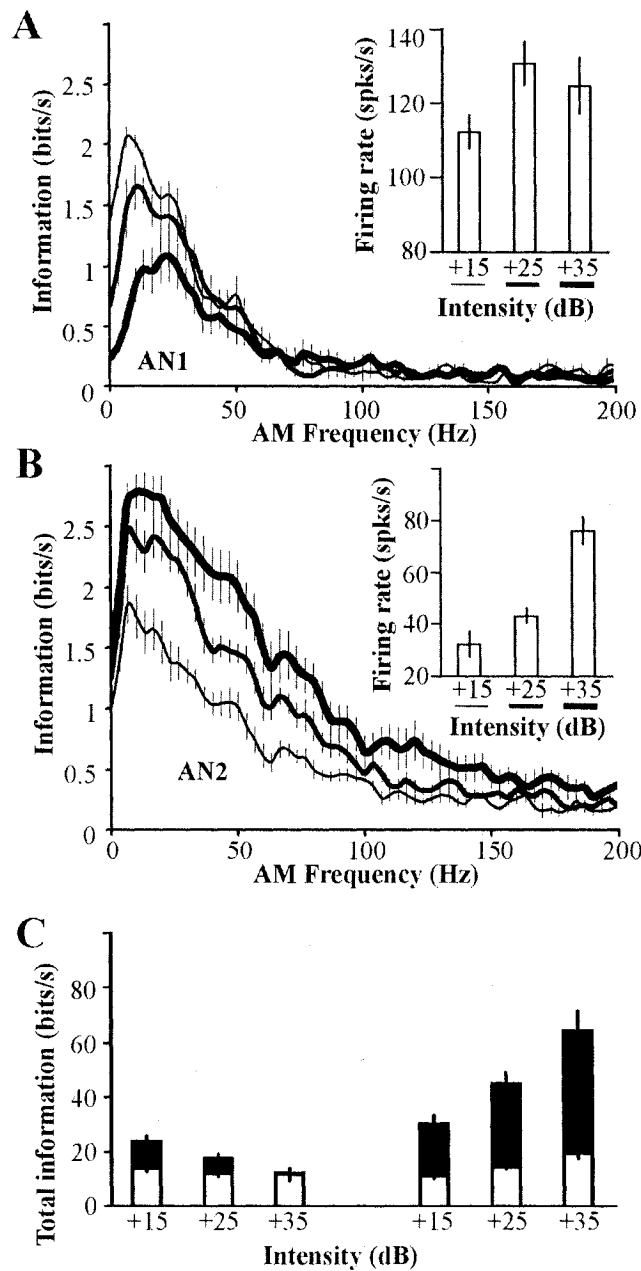 A
Information (bits/s)
2.5
2
1.5
1
0.5
0
AN1
0 50 100 150 200
AM Frequency (Hz)
Firing rate (spks/s)
140
120
100
80
+15 +25 +35
Intensity (dB)
B
Information (bits/s)
2.5
2
1.5
1
0.5
0
AN2
0 50 100 150 200
AM Frequency (Hz)
Firing rate (spks/s)
80
60
40
20
+15 +25 +35
Intensity (dB)
C
Total information (bits/s)
80
60
40
20
0
+15 +25 +35 +15 +25 +35
Intensity (dB)